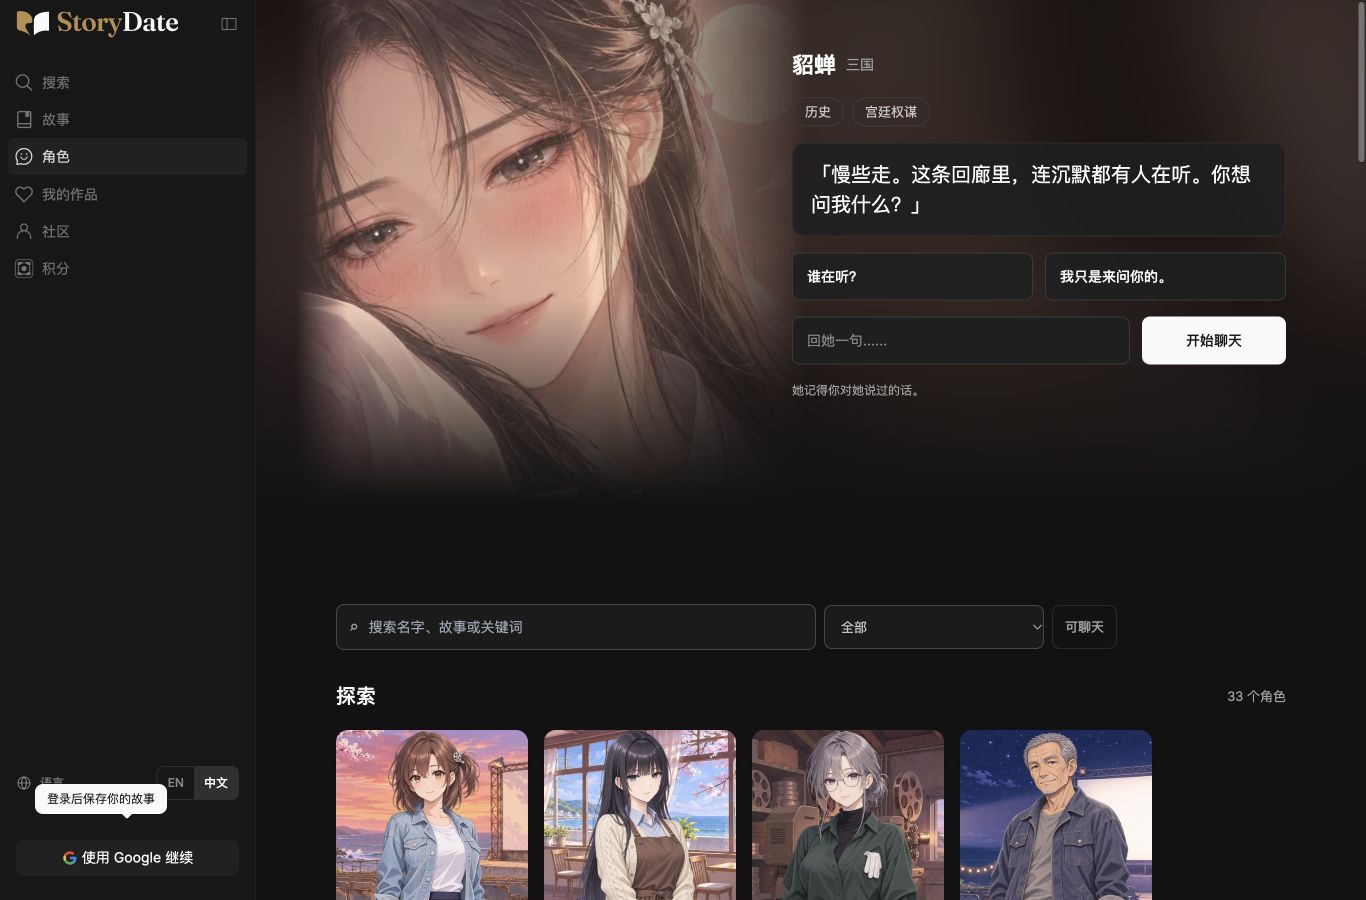 StoryDate
搜索
故事
角色
我的作品
社区
积分
语言
EN
中文
登录后保存你的故事
使用 Google 继续
貂蝉 三国
历史
宫廷权谋
「慢些走。这条回廊里，连沉默都有人在听。你想
问我什么？」
谁在听?
我只是来问你的。
回她一句......
开始聊天
她记得你对她说过的话。
搜索名字、故事或关键词
全部
可聊天
探索
33 个角色